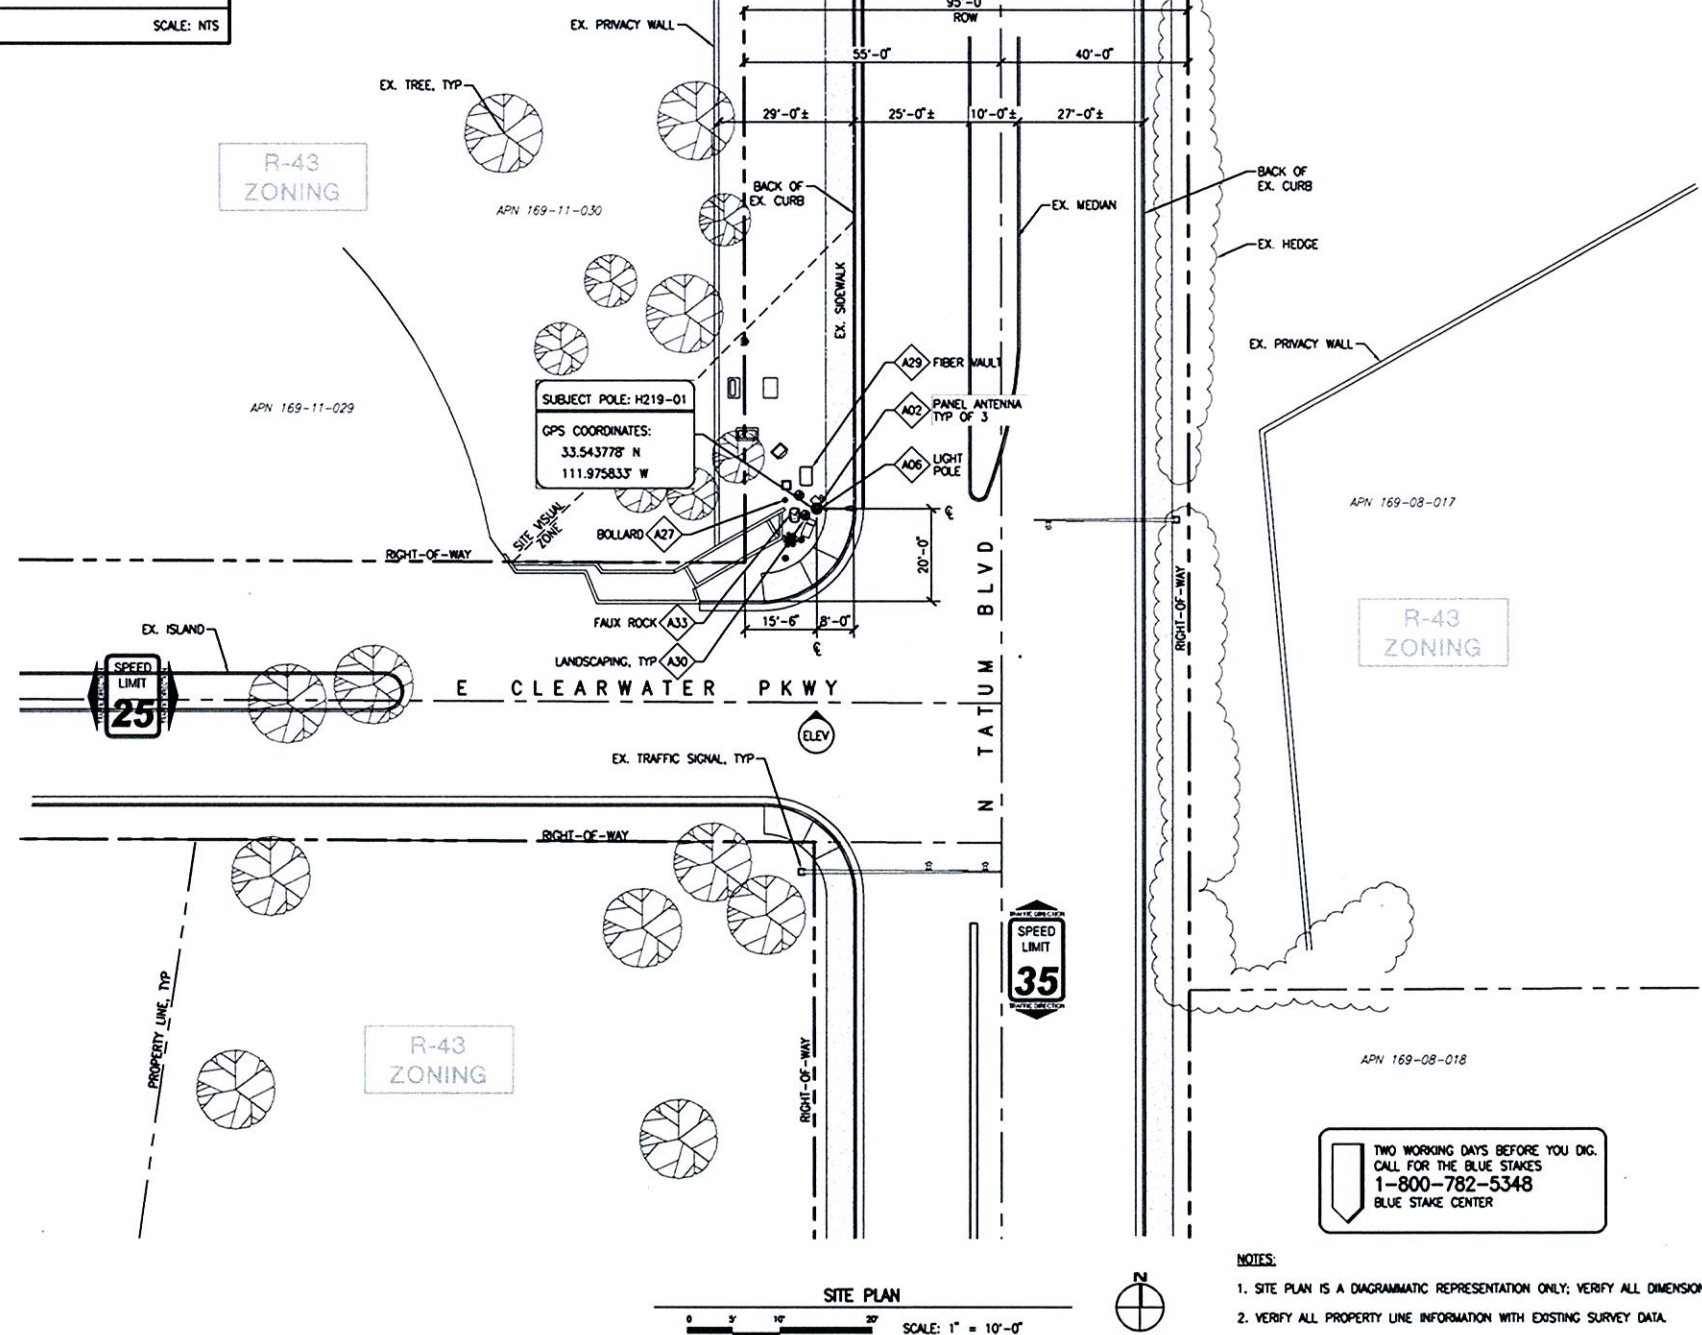 SCALE: NTS
95'-0"
ROW
EX. PRIVACY WALL
55'-0"
40'-0"
EX. TREE, TYP
29'-0"±
25'-0"±
10'-0"±
27'-0"±
R-43
ZONING
BACK OF
EX. CURB
BACK OF
EX. CURB
APN 169-11-030
EX. MEDIAN
EX. HEDGE
EX. SIDEWALK
EX. PRIVACY WALL
A29 FIBER VAULT
APN 169-11-029
SUBJECT POLE: H219-01
GPS COORDINATES:
33.543778° N
111.975833° W
A02 PANEL ANTENNA
TYP OF 3
A06 LIGHT
POLE
APN 169-08-017
SITE VISUAL
ZONE
BOLLARD A27
RIGHT-OF-WAY
20'-0"
RIGHT-OF-WAY
R-43
ZONING
15'-6"
8'-0"
FAUX ROCK A33
EX. ISLAND
LANDSCAPING, TYP A30
SPEED
LIMIT
25
E CLEARWATER PKWY
N TATUM BLVD
ELEV
EX. TRAFFIC SIGNAL, TYP
RIGHT-OF-WAY
TRAFFIC DIRECTION
SPEED
LIMIT
35
TRAFFIC DIRECTION
PROPERTY LINE, TYP
R-43
ZONING
RIGHT-OF-WAY
APN 169-08-018
TWO WORKING DAYS BEFORE YOU DIG.
CALL FOR THE BLUE STAKES
1-800-782-5348
BLUE STAKE CENTER
NOTES:
1. SITE PLAN IS A DIAGRAMMATIC REPRESENTATION ONLY; VERIFY ALL DIMENSION
2. VERIFY ALL PROPERTY LINE INFORMATION WITH EXISTING SURVEY DATA.
SITE PLAN
N
0 5' 10' 20'
SCALE: 1" = 10'-0"